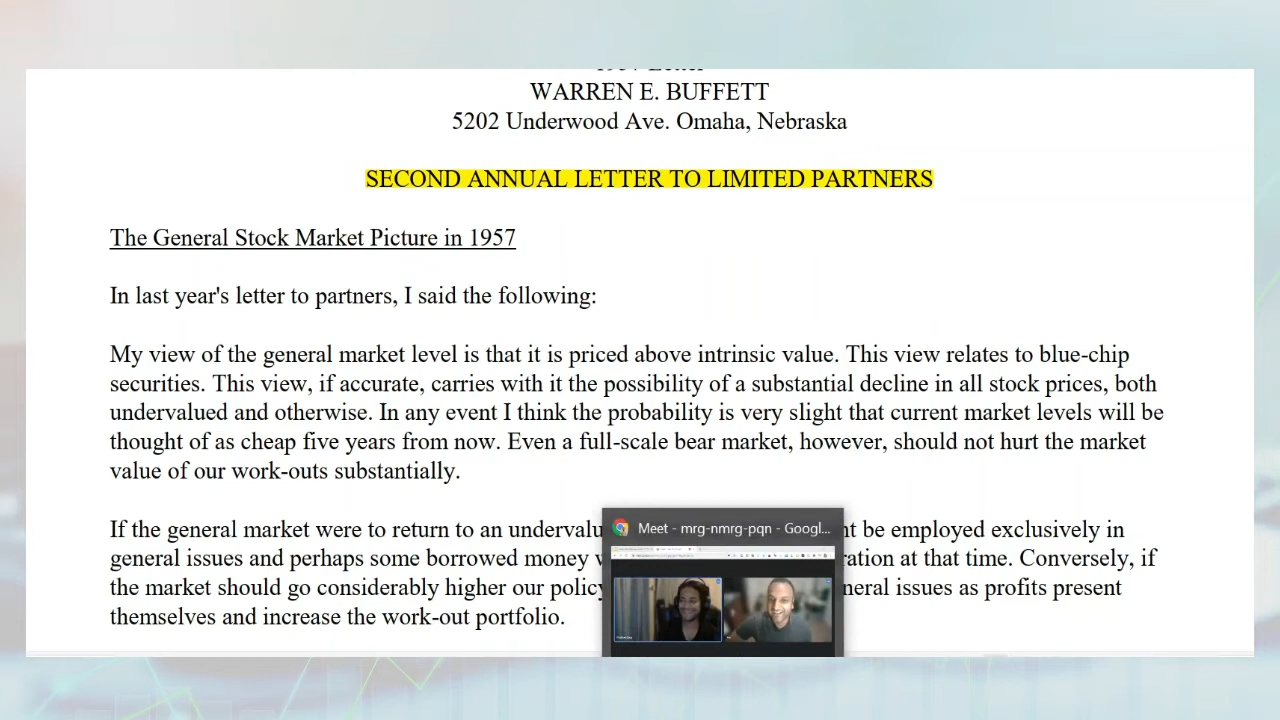 WARREN E. BUFFETT
5202 Underwood Ave. Omaha, Nebraska
SECOND ANNUAL LETTER TO LIMITED PARTNERS
The General Stock Market Picture in 1957
In last year's letter to partners, I said the following:
My view of the general market level is that it is priced above intrinsic value. This view relates to blue-chip
securities. This view, if accurate, carries with it the possibility of a substantial decline in all stock prices, both
undervalued and otherwise. In any event I think the probability is very slight that current market levels will be
thought of as cheap five years from now. Even a full-scale bear market, however, should not hurt the market
value of our work-outs substantially.
If the general market were to return to an be employed exclusively in
general issues and perhaps some borrowed money at that time. Conversely, if
the market should go considerably higher our policy issues as profits present
themselves and increase the work-out portfolio.
Meet - mrg-nmrg-pqn - Googl...